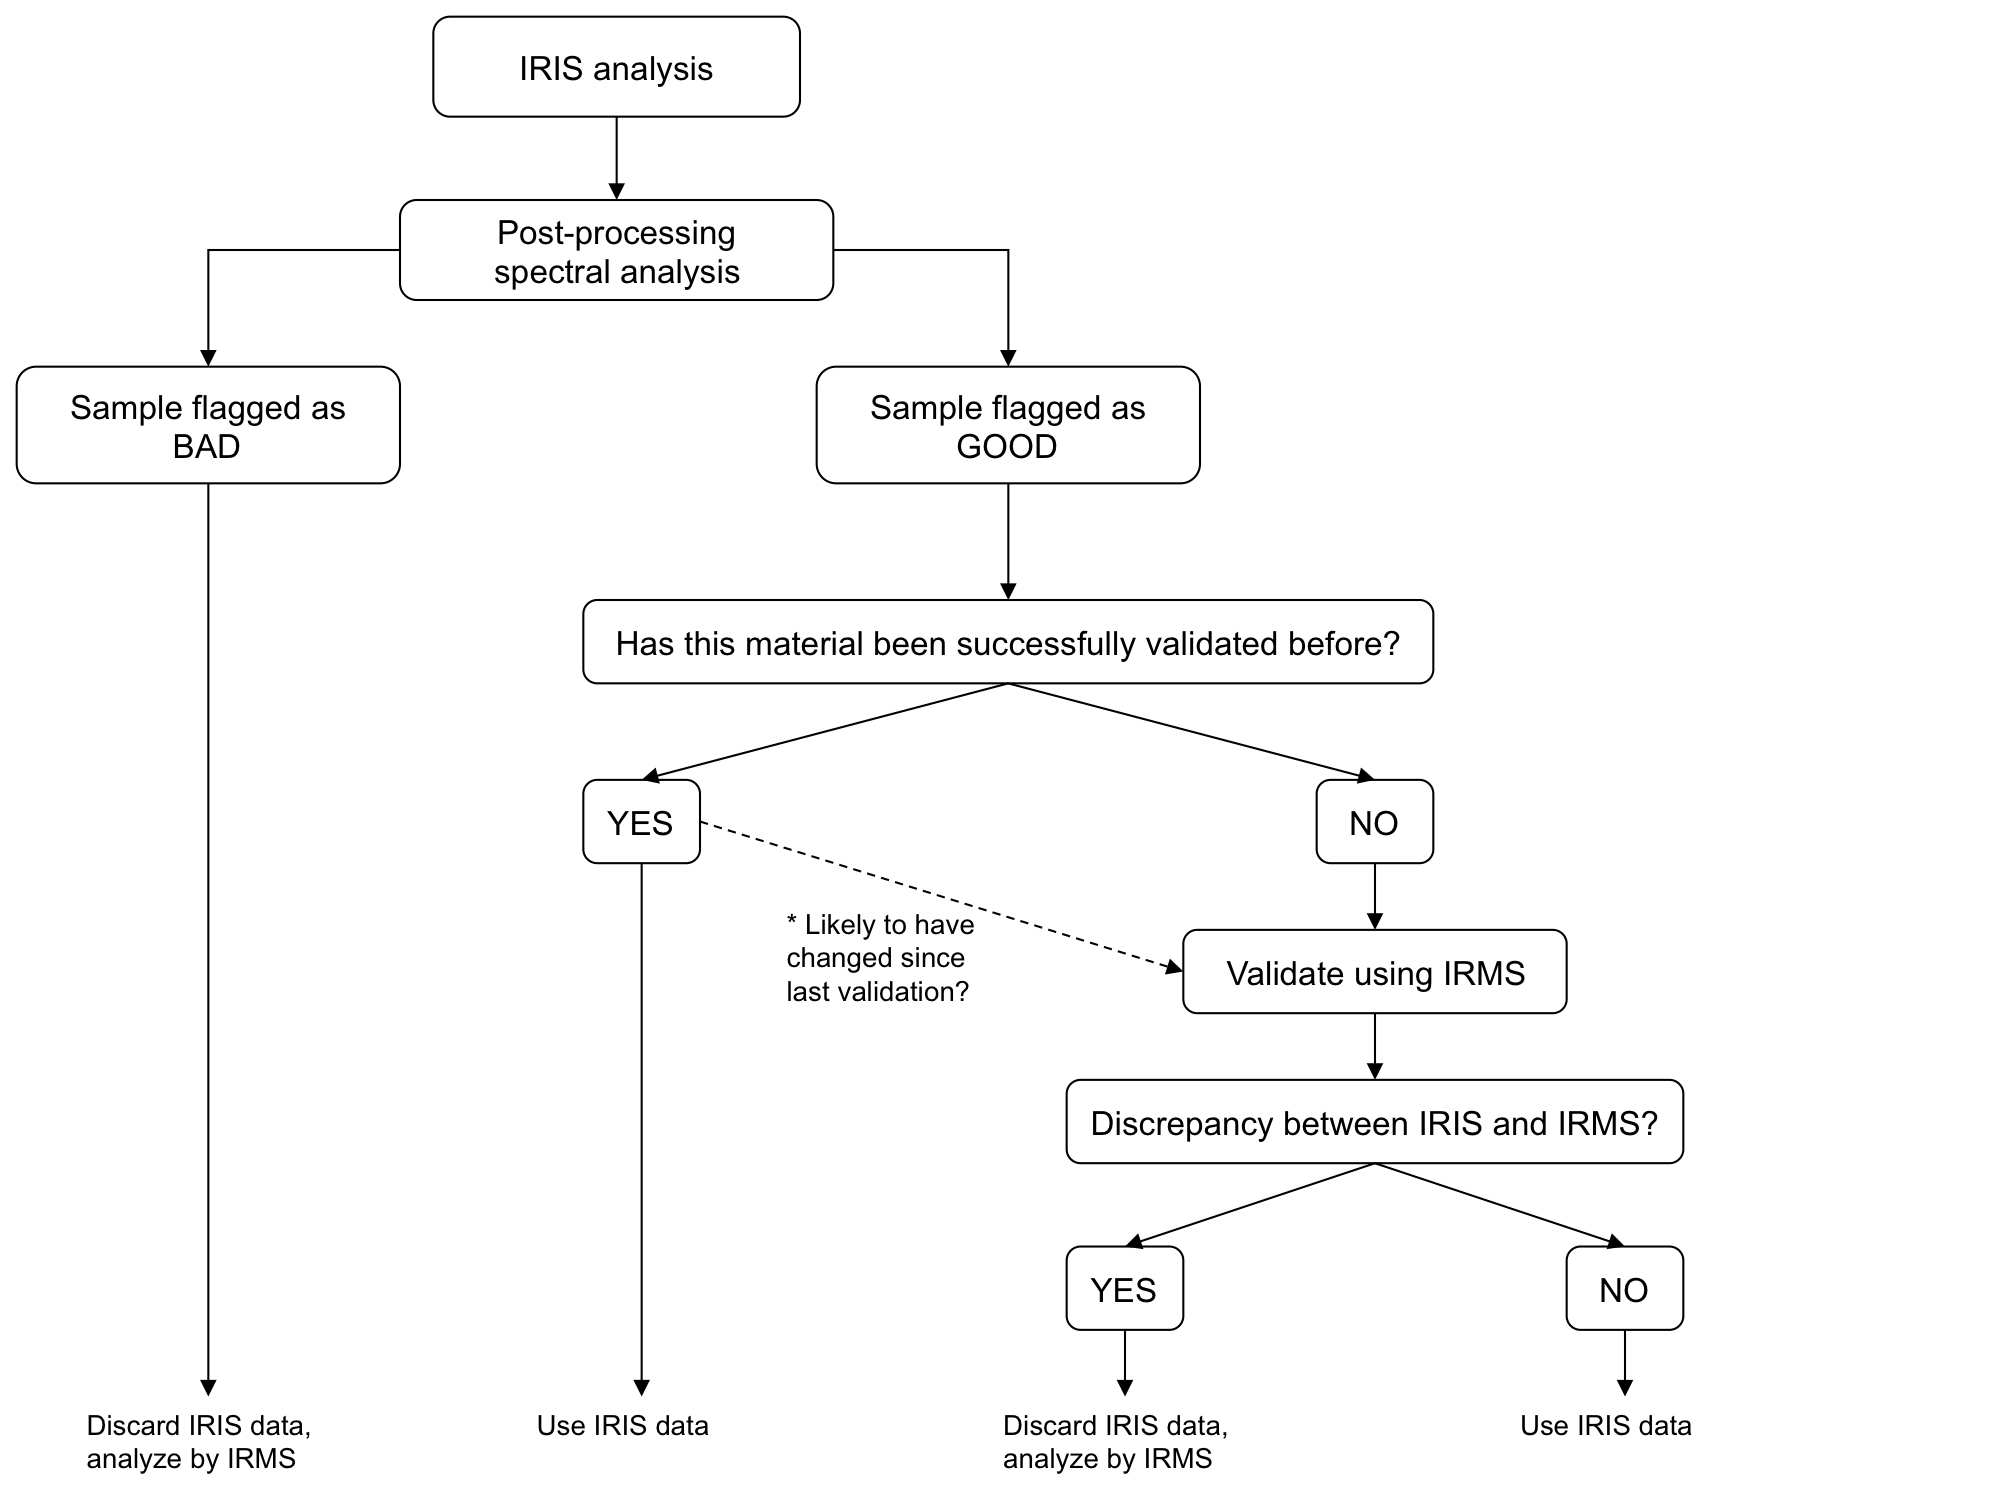 IRIS analysis
Post-processing
spectral analysis
Sample flagged as
BAD
Sample flagged as
GOOD
Has this material been successfully validated before?
YES
NO
* Likely to have
changed since
last validation?
Validate using IRMS
Discrepancy between IRIS and IRMS?
YES
NO
Discard IRIS data,
analyze by IRMS
Use IRIS data
Discard IRIS data,
analyze by IRMS
Use IRIS data